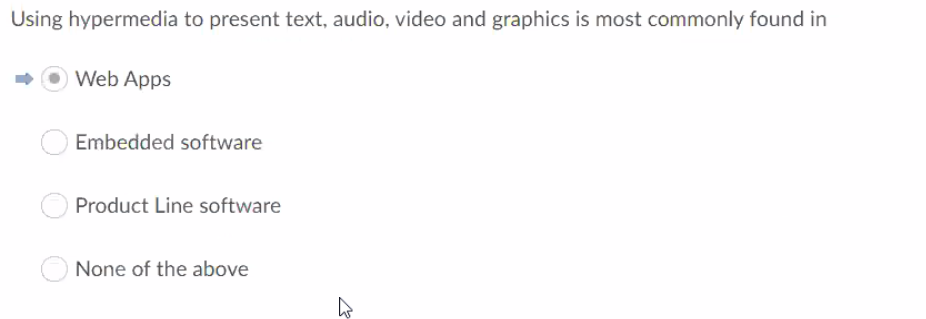 Using hypermedia to present text, audio, video and graphics is most commonly found in
Web Apps
Embedded software
Product Line software
None of the above